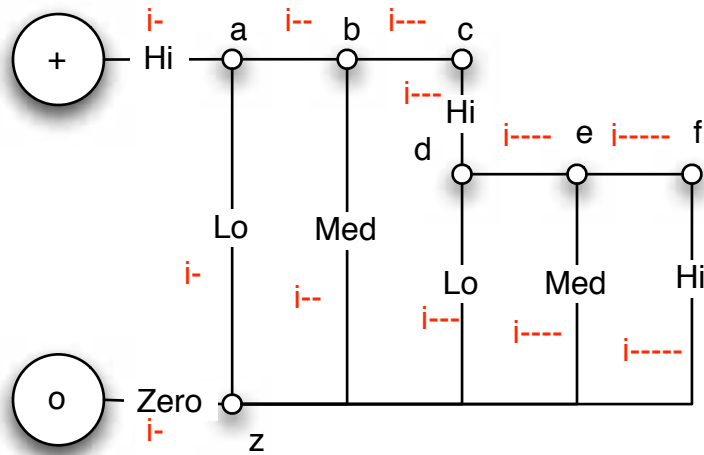 i- i-- i---
a b c
+ Hi
i---
Hi
d i---- e i----- f
Lo Med
i- Lo Med Hi
i-- i--- i---- i-----
o Zero
i-
z